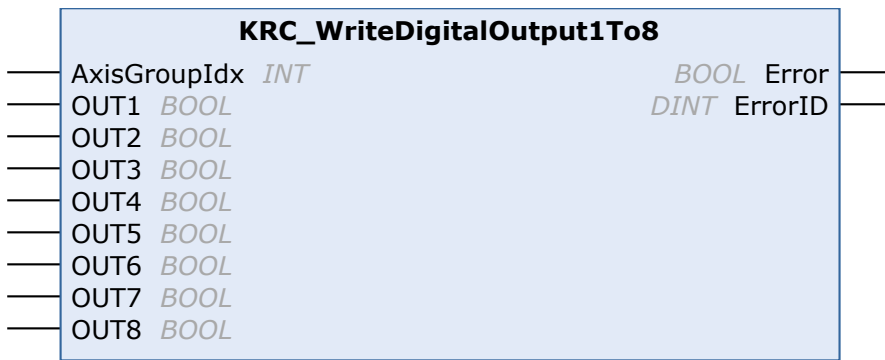 KRC_WriteDigitalOutput1To8
AxisGroupIdx INT BOOL Error
OUT1 BOOL DINT ErrorID
OUT2 BOOL
OUT3 BOOL
OUT4 BOOL
OUT5 BOOL
OUT6 BOOL
OUT7 BOOL
OUT8 BOOL